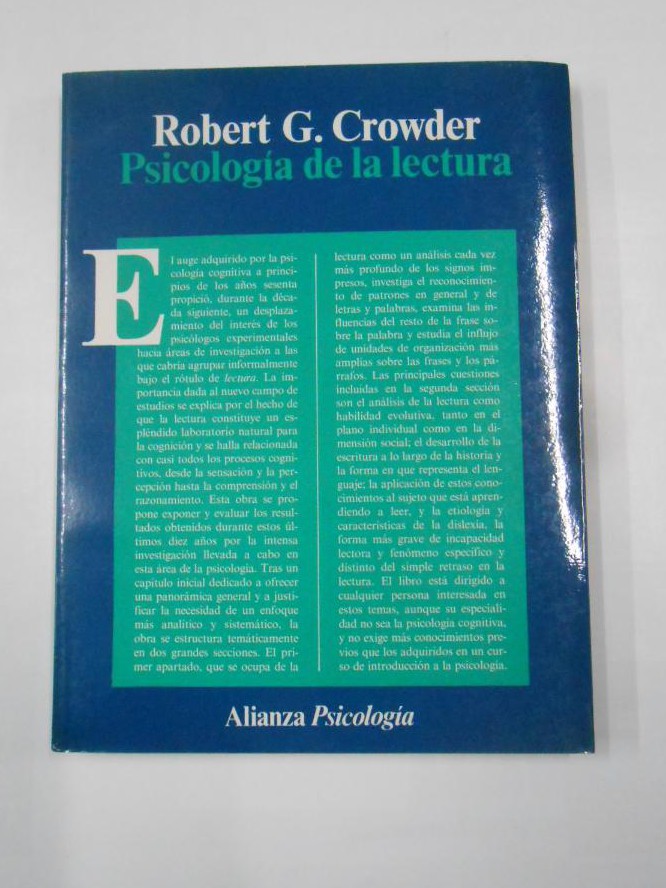 Robert G. Crowder
Psicología de la lectura
El auge adquirido por la psi-
cología cognitiva a princi-
pios de los años sesenta
propició, durante la déca-
da siguiente, un desplaza-
miento del interés de los
psicólogos experimentales
hacia áreas de investigación a las
que cabría agrupar informalmente
bajo el rótulo de lectura. La im-
portancia dada al nuevo campo de
estudios se explica por el hecho de
que la lectura constituye un es-
pléndido laboratorio natural para
la cognición y se halla relacionada
con casi todos los procesos cogni-
tivos, desde la sensación y la per-
cepción hasta la comprensión y el
razonamiento. Esta obra se pro-
pone exponer y evaluar los resul-
tados obtenidos durante estos úl-
timos diez años por la intensa
investigación llevada a cabo en
esta área de la psicología. Tras un
capítulo inicial dedicado a ofrecer
una panorámica general y a justi-
ficar la necesidad de un enfoque
más analítico y sistemático, la
obra se estructura temáticamente
en dos grandes secciones. El pri-
mer apartado, que se ocupa de la
lectura como un análisis cada vez
más profundo de los signos im-
presos, investiga el reconocimien-
to de patrones en general y de
letras y palabras, examina las in-
fluencias del resto de la frase so-
bre la palabra y estudia el influjo
de unidades de organización más
amplias sobre las frases y los pá-
rrafos. Las principales cuestiones
incluidas en la segunda sección
son el análisis de la lectura como
habilidad evolutiva, tanto en el
plano individual como en la di-
mensión social; el desarrollo de la
escritura a lo largo de la historia y
la forma en que representa el len-
guaje; la aplicación de estos cono-
cimientos al sujeto que está apren-
diendo a leer, y la etiología y
características de la dislexia, la
forma más grave de incapacidad
lectora y fenómeno específico y
distinto del simple retraso en la
lectura. El libro está dirigido a
cualquier persona interesada en
estos temas, aunque su especiali-
dad no sea la psicología cognitiva,
y no exige más conocimientos pre-
vios que los adquiridos en un cur-
so de introducción a la psicología.
Alianza Psicología